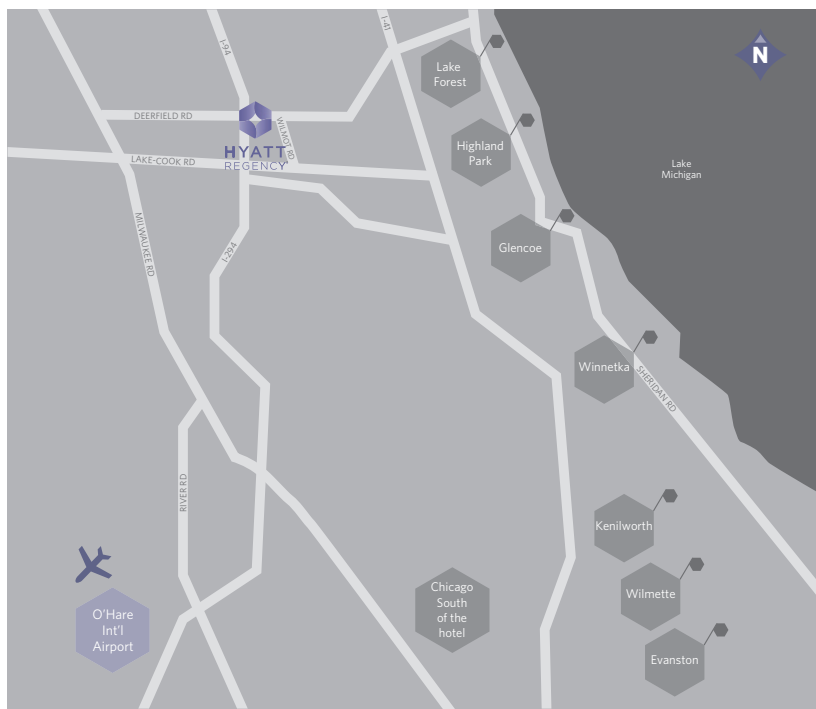 I-94
I-41
N
Lake
Forest
DEERFIELD RD
WILMOT RD
HYATT
REGENCY
LAKE-COOK RD
Highland
Park
Lake
Michigan
MILWAUKEE RD
I-294
Glencoe
Winnetka
SHERIDAN RD
RIVER RD
Kenilworth
Chicago
South
of the
hotel
Wilmette
O'Hare
Int'l
Airport
Evanston